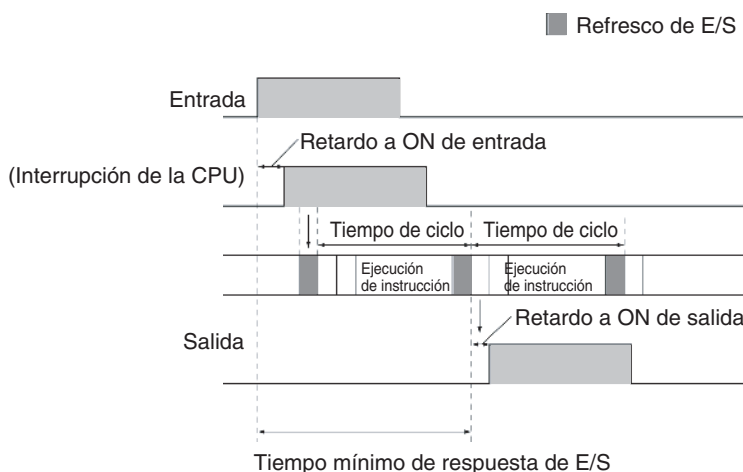 Refresco de E/S
Entrada
Retardo a ON de entrada
(Interrupción de la CPU)
Tiempo de ciclo
Tiempo de ciclo
Ejecución
de instrucción
Ejecución
de instrucción
Retardo a ON de salida
Salida
Tiempo mínimo de respuesta de E/S